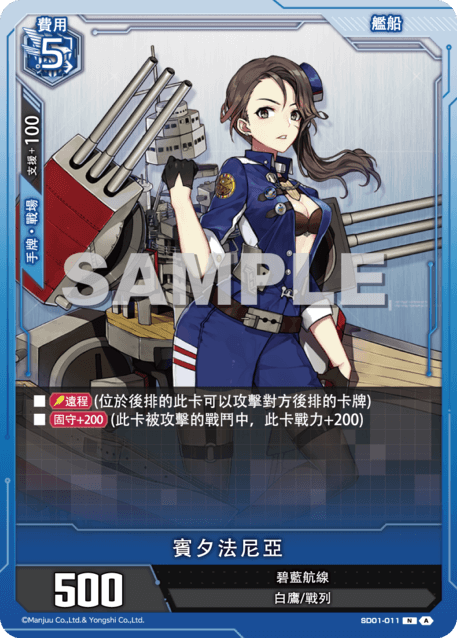 費用
5
艦船
支援+100
手牌・戰場
SAMPLE
遠程 (位於後排的此卡可以攻擊對方後排的卡牌)
固守+200 (此卡被攻擊的戰鬥中，此卡戰力+200)
賓夕法尼亞
500
碧藍航線
白鷹/戰列
©Manjuu Co.,Ltd.& Yongshi Co.,Ltd.
SD01-011 N A